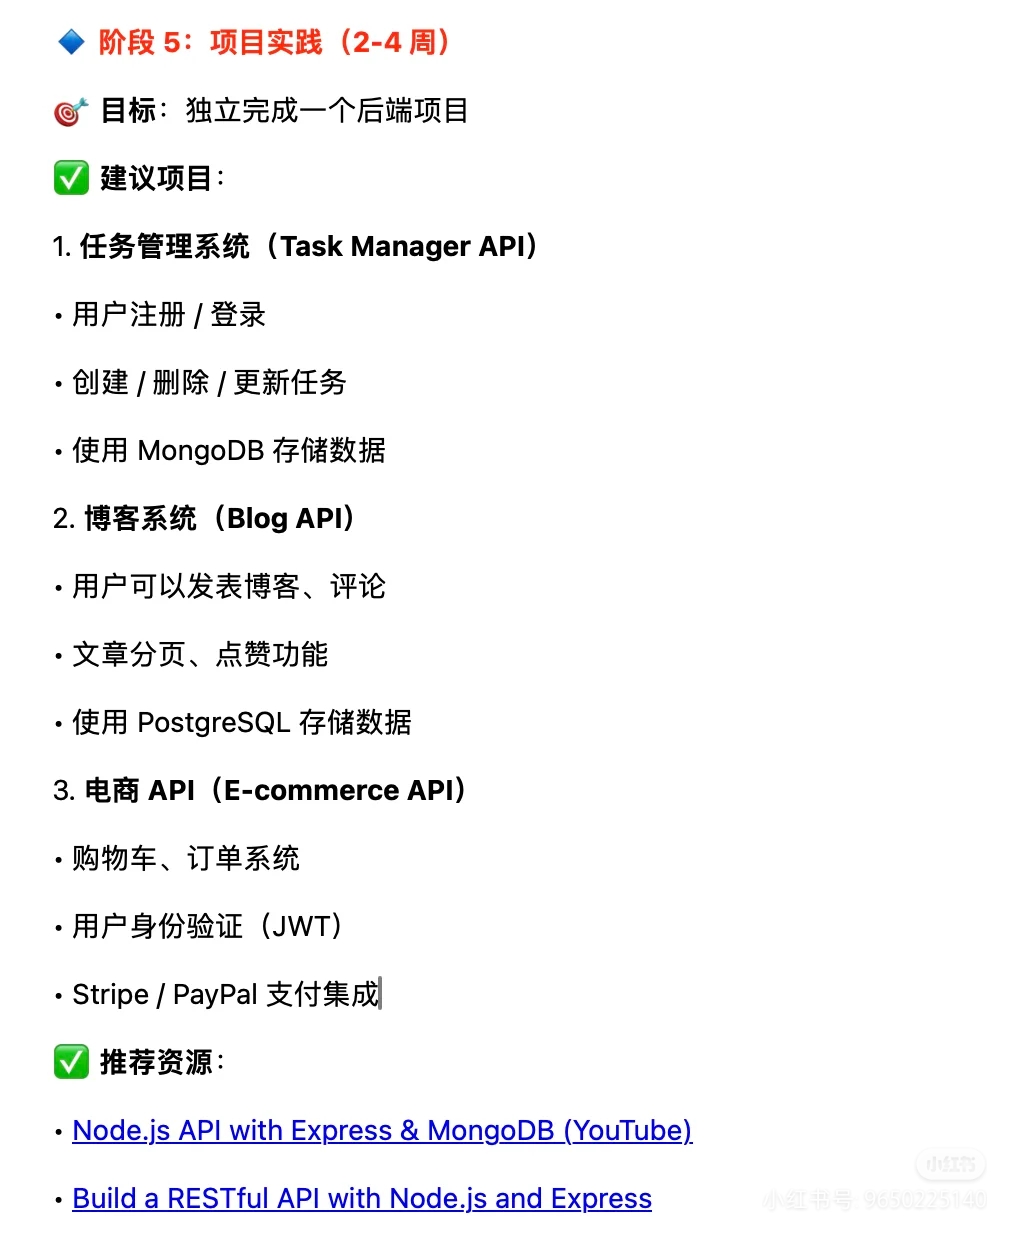 🔷 阶段 5：项目实践（2-4 周）
🎯 目标：独立完成一个后端项目
✅ 建议项目：
1. 任务管理系统（Task Manager API）
• 用户注册 / 登录
• 创建 / 删除 / 更新任务
• 使用 MongoDB 存储数据
2. 博客系统（Blog API）
• 用户可以发表博客、评论
• 文章分页、点赞功能
• 使用 PostgreSQL 存储数据
3. 电商 API（E-commerce API）
• 购物车、订单系统
• 用户身份验证（JWT）
• Stripe / PayPal 支付集成
✅ 推荐资源：
• Node.js API with Express & MongoDB (YouTube)
• Build a RESTful API with Node.js and Express
小红书
小红书号: 9650225140